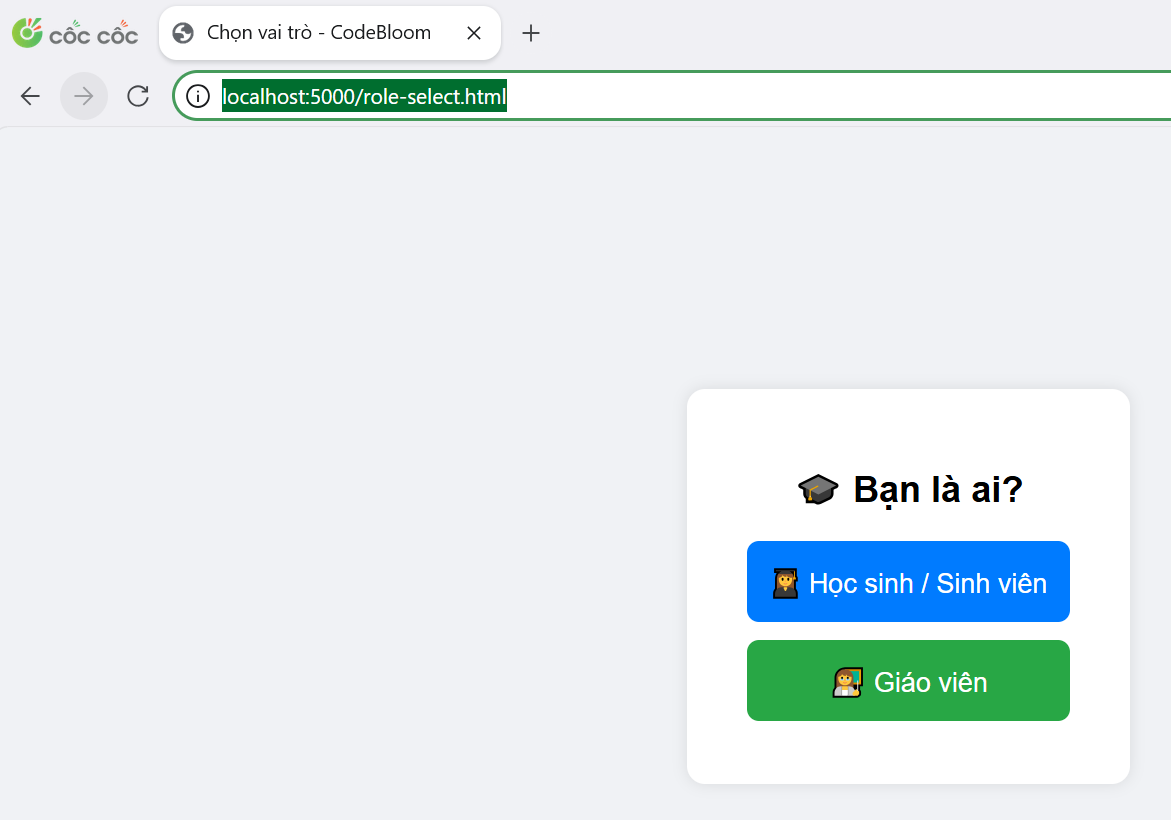 cốc cốc
Chọn vai trò - CodeBloom
localhost:5000/role-select.html
🎓 Bạn là ai?
👩‍🎓 Học sinh / Sinh viên
👩‍🏫 Giáo viên